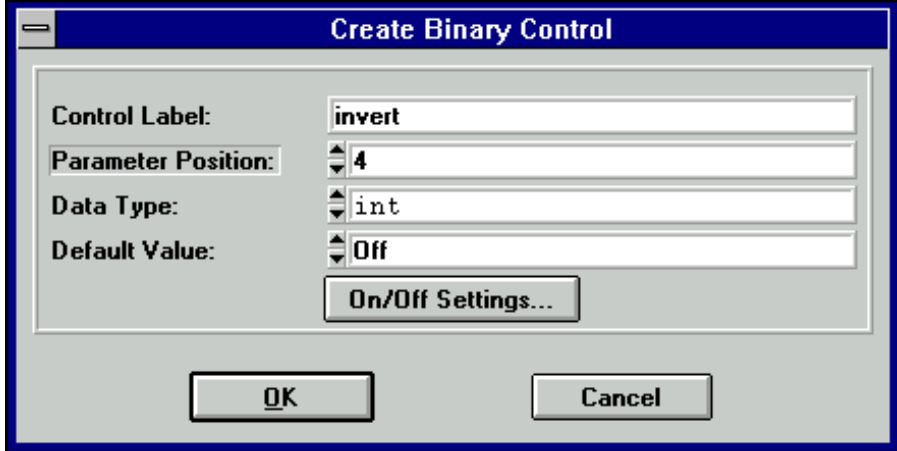 Create Binary Control
Control Label: invert
Parameter Position: 4
Data Type: int
Default Value: Off
On/Off Settings...
OK Cancel